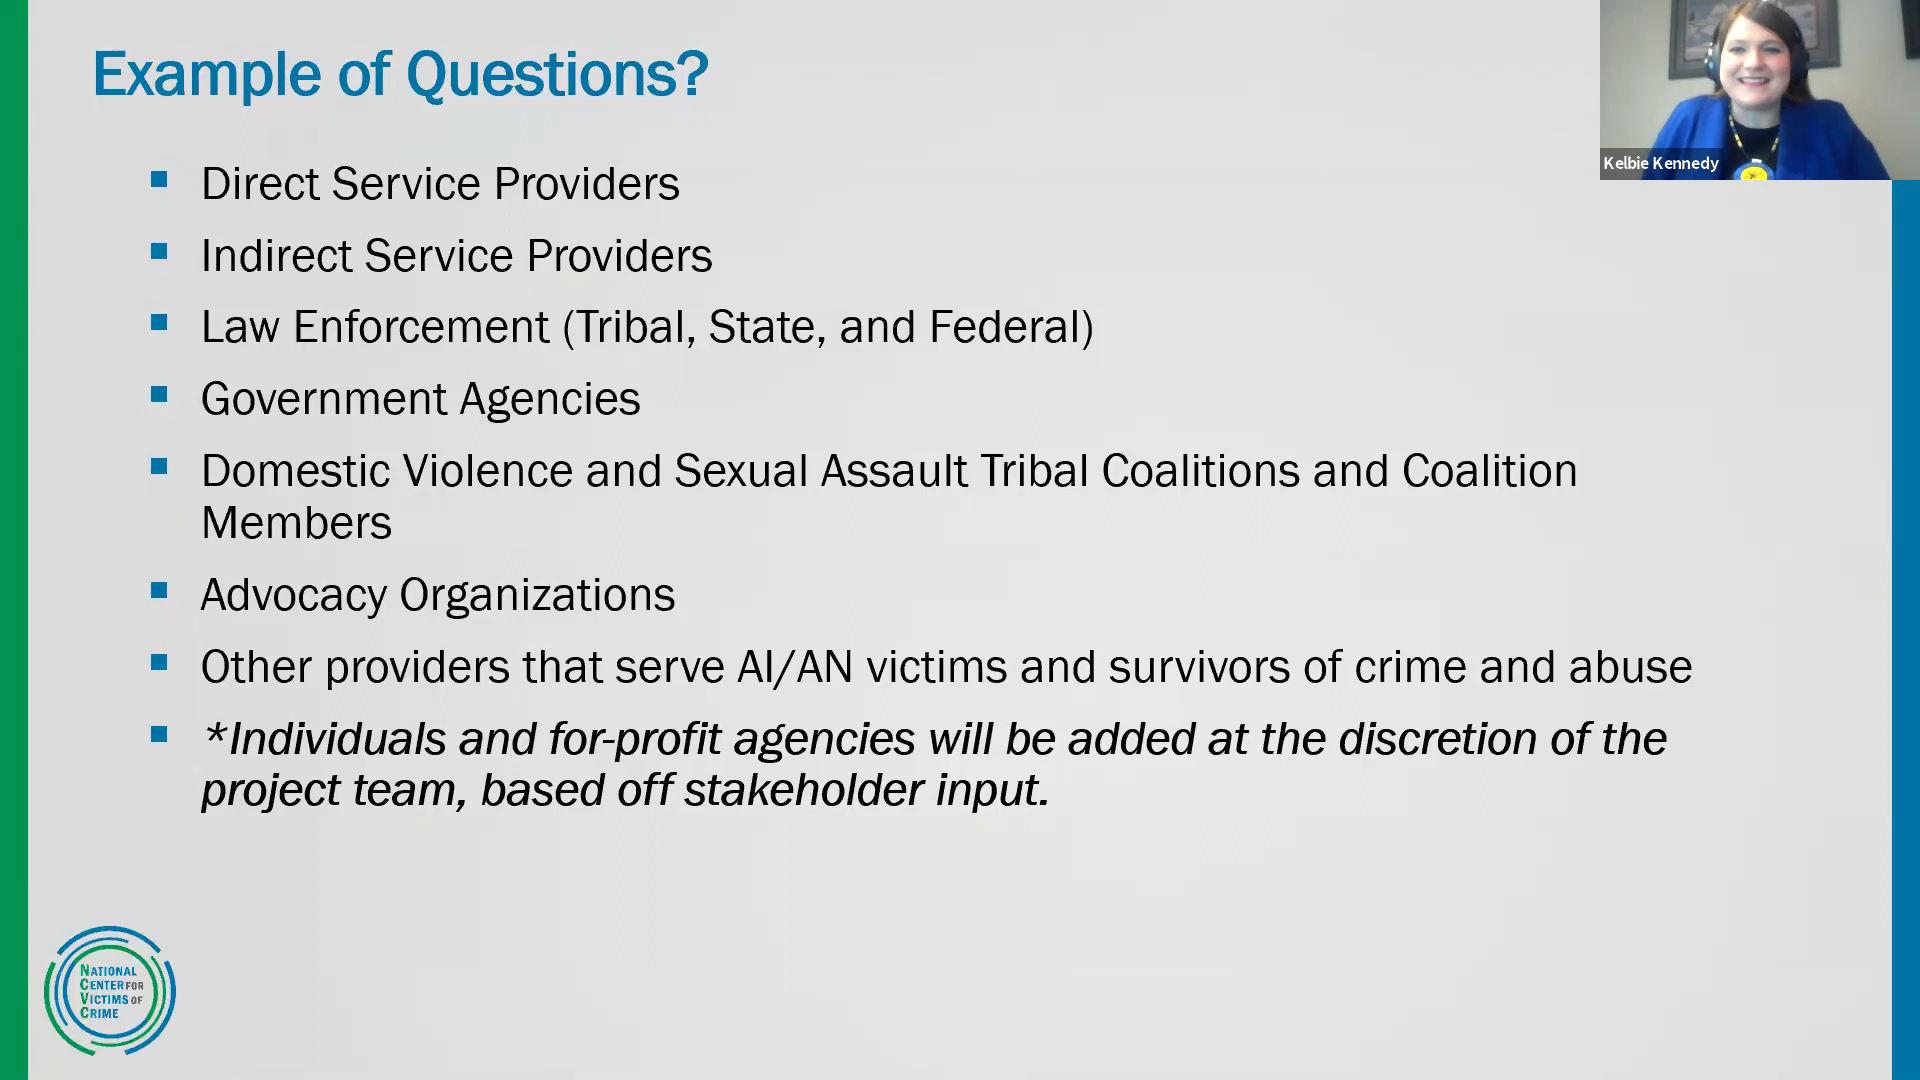 Example of Questions?
Kelbie Kennedy
Direct Service Providers
Indirect Service Providers
Law Enforcement (Tribal, State, and Federal)
Government Agencies
Domestic Violence and Sexual Assault Tribal Coalitions and Coalition
Members
Advocacy Organizations
Other providers that serve AI/AN victims and survivors of crime and abuse
*Individuals and for-profit agencies will be added at the discretion of the
project team, based off stakeholder input.
NATIONAL
CENTER FOR
VICTIMS OF
CRIME